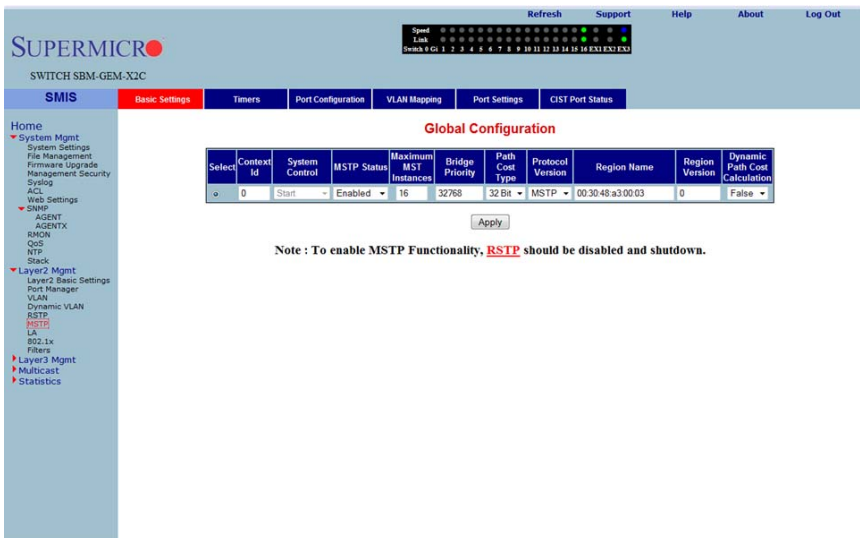 Refresh Support Help About Log Out
Speed
Link
Switch 0 Gi 1 2 3 4 5 6 7 8 9 10 11 12 13 14 15 16 EX1 EX2 EX3
SUPERMICRO
SWITCH SBM-GEM-X2C
SMIS
Basic Settings Timers Port Configuration VLAN Mapping Port Settings CIST Port Status
Home
System Mgmt
System Settings
File Management
Firmware Upgrade
Management Security
Syslog
ACL
Web Settings
SNMP
AGENT
AGENTX
RMON
QoS
NTP
Stack
Layer2 Mgmt
Layer2 Basic Settings
Port Manager
VLAN
Dynamic VLAN
RSTP
MSTP
LA
802.1x
Filters
Layer3 Mgmt
Multicast
Statistics
Global Configuration
Select Context Id System Control MSTP Status Maximum MST Instances Bridge Priority Path Cost Type Protocol Version Region Name Region Version Dynamic Path Cost Calculation
0 Start Enabled 16 32768 32 Bit MSTP 00:30:48:a3:00:03 0 False
Apply
Note : To enable MSTP Functionality, RSTP should be disabled and shutdown.